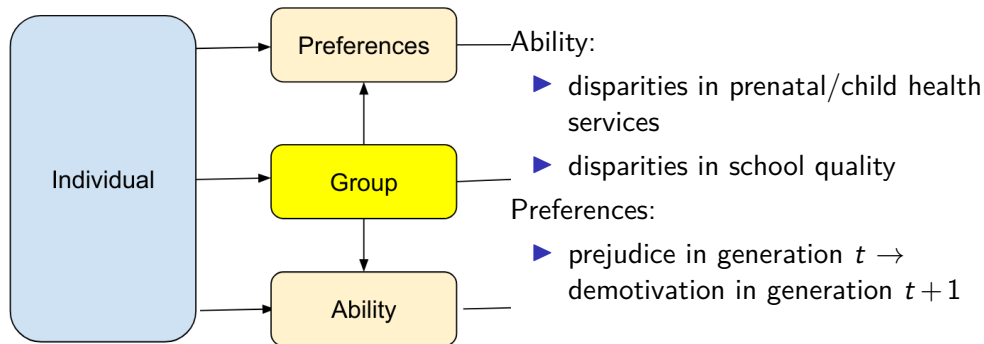 Individual
Preferences
Group
Ability
Ability:
▶ disparities in prenatal/child health
services
▶ disparities in school quality
Preferences:
▶ prejudice in generation t →
demotivation in generation t + 1